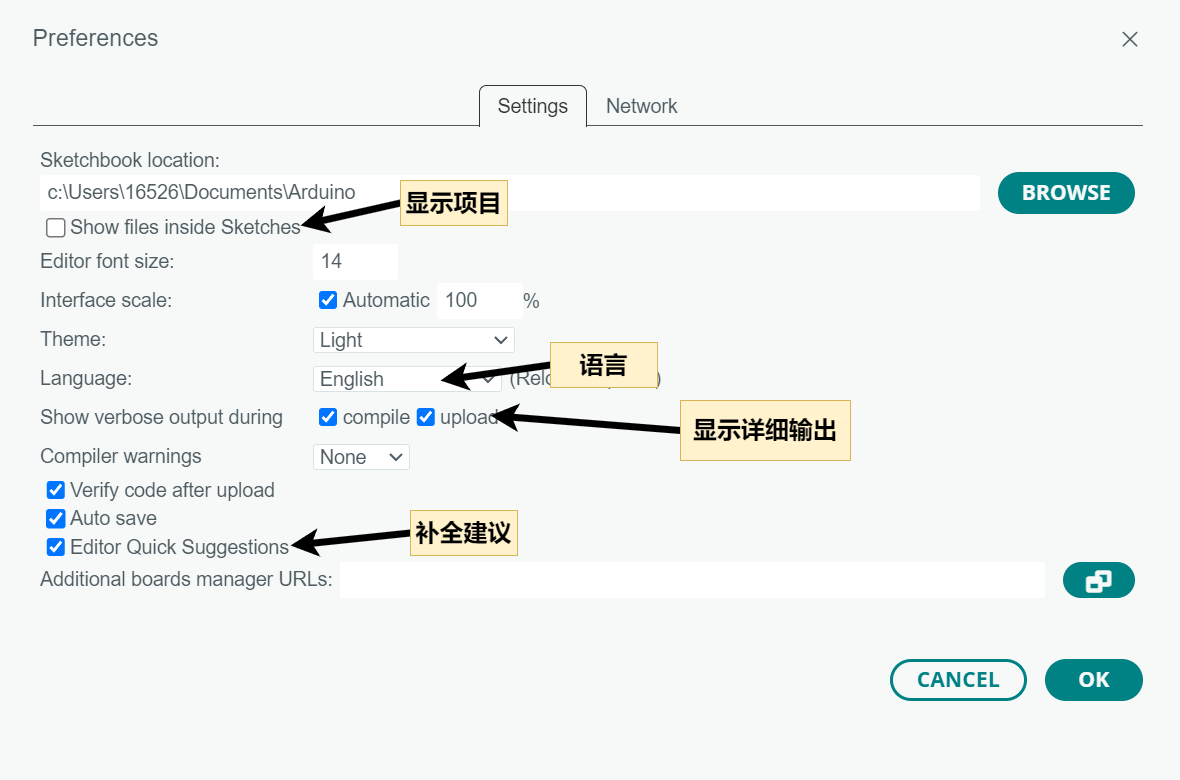 Preferences
Settings Network
Sketchbook location:
c:\Users\16526\Documents\Arduino
显示项目
BROWSE
Show files inside Sketches
Editor font size: 14
Interface scale: Automatic 100 %
Theme: Light
语言
Language: English
Show verbose output during compile upload
显示详细输出
Compiler warnings None
Verify code after upload
Auto save
补全建议
Editor Quick Suggestions
Additional boards manager URLs:
CANCEL OK